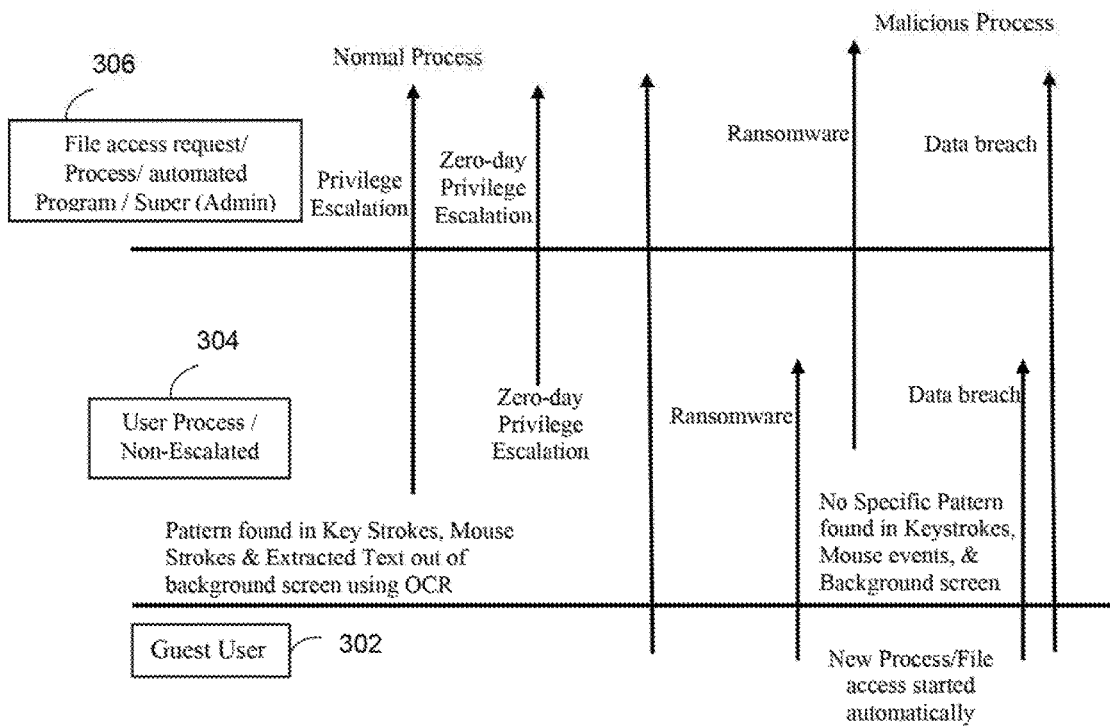 Malicious Process
Normal Process
306
File access request/
Process/ automated
Program / Super (Admin)
Privilege
Escalation
Zero-day
Privilege
Escalation
Ransomware
Data breach
304
User Process /
Non-Escalated
Zero-day
Privilege
Escalation
Ransomware
Data breach
Pattern found in Key Strokes, Mouse
Strokes & Extracted Text out of
background screen using OCR
No Specific Pattern
found in Keystrokes,
Mouse events, &
Background screen
Guest User
302
New Process/File
access started
automatically